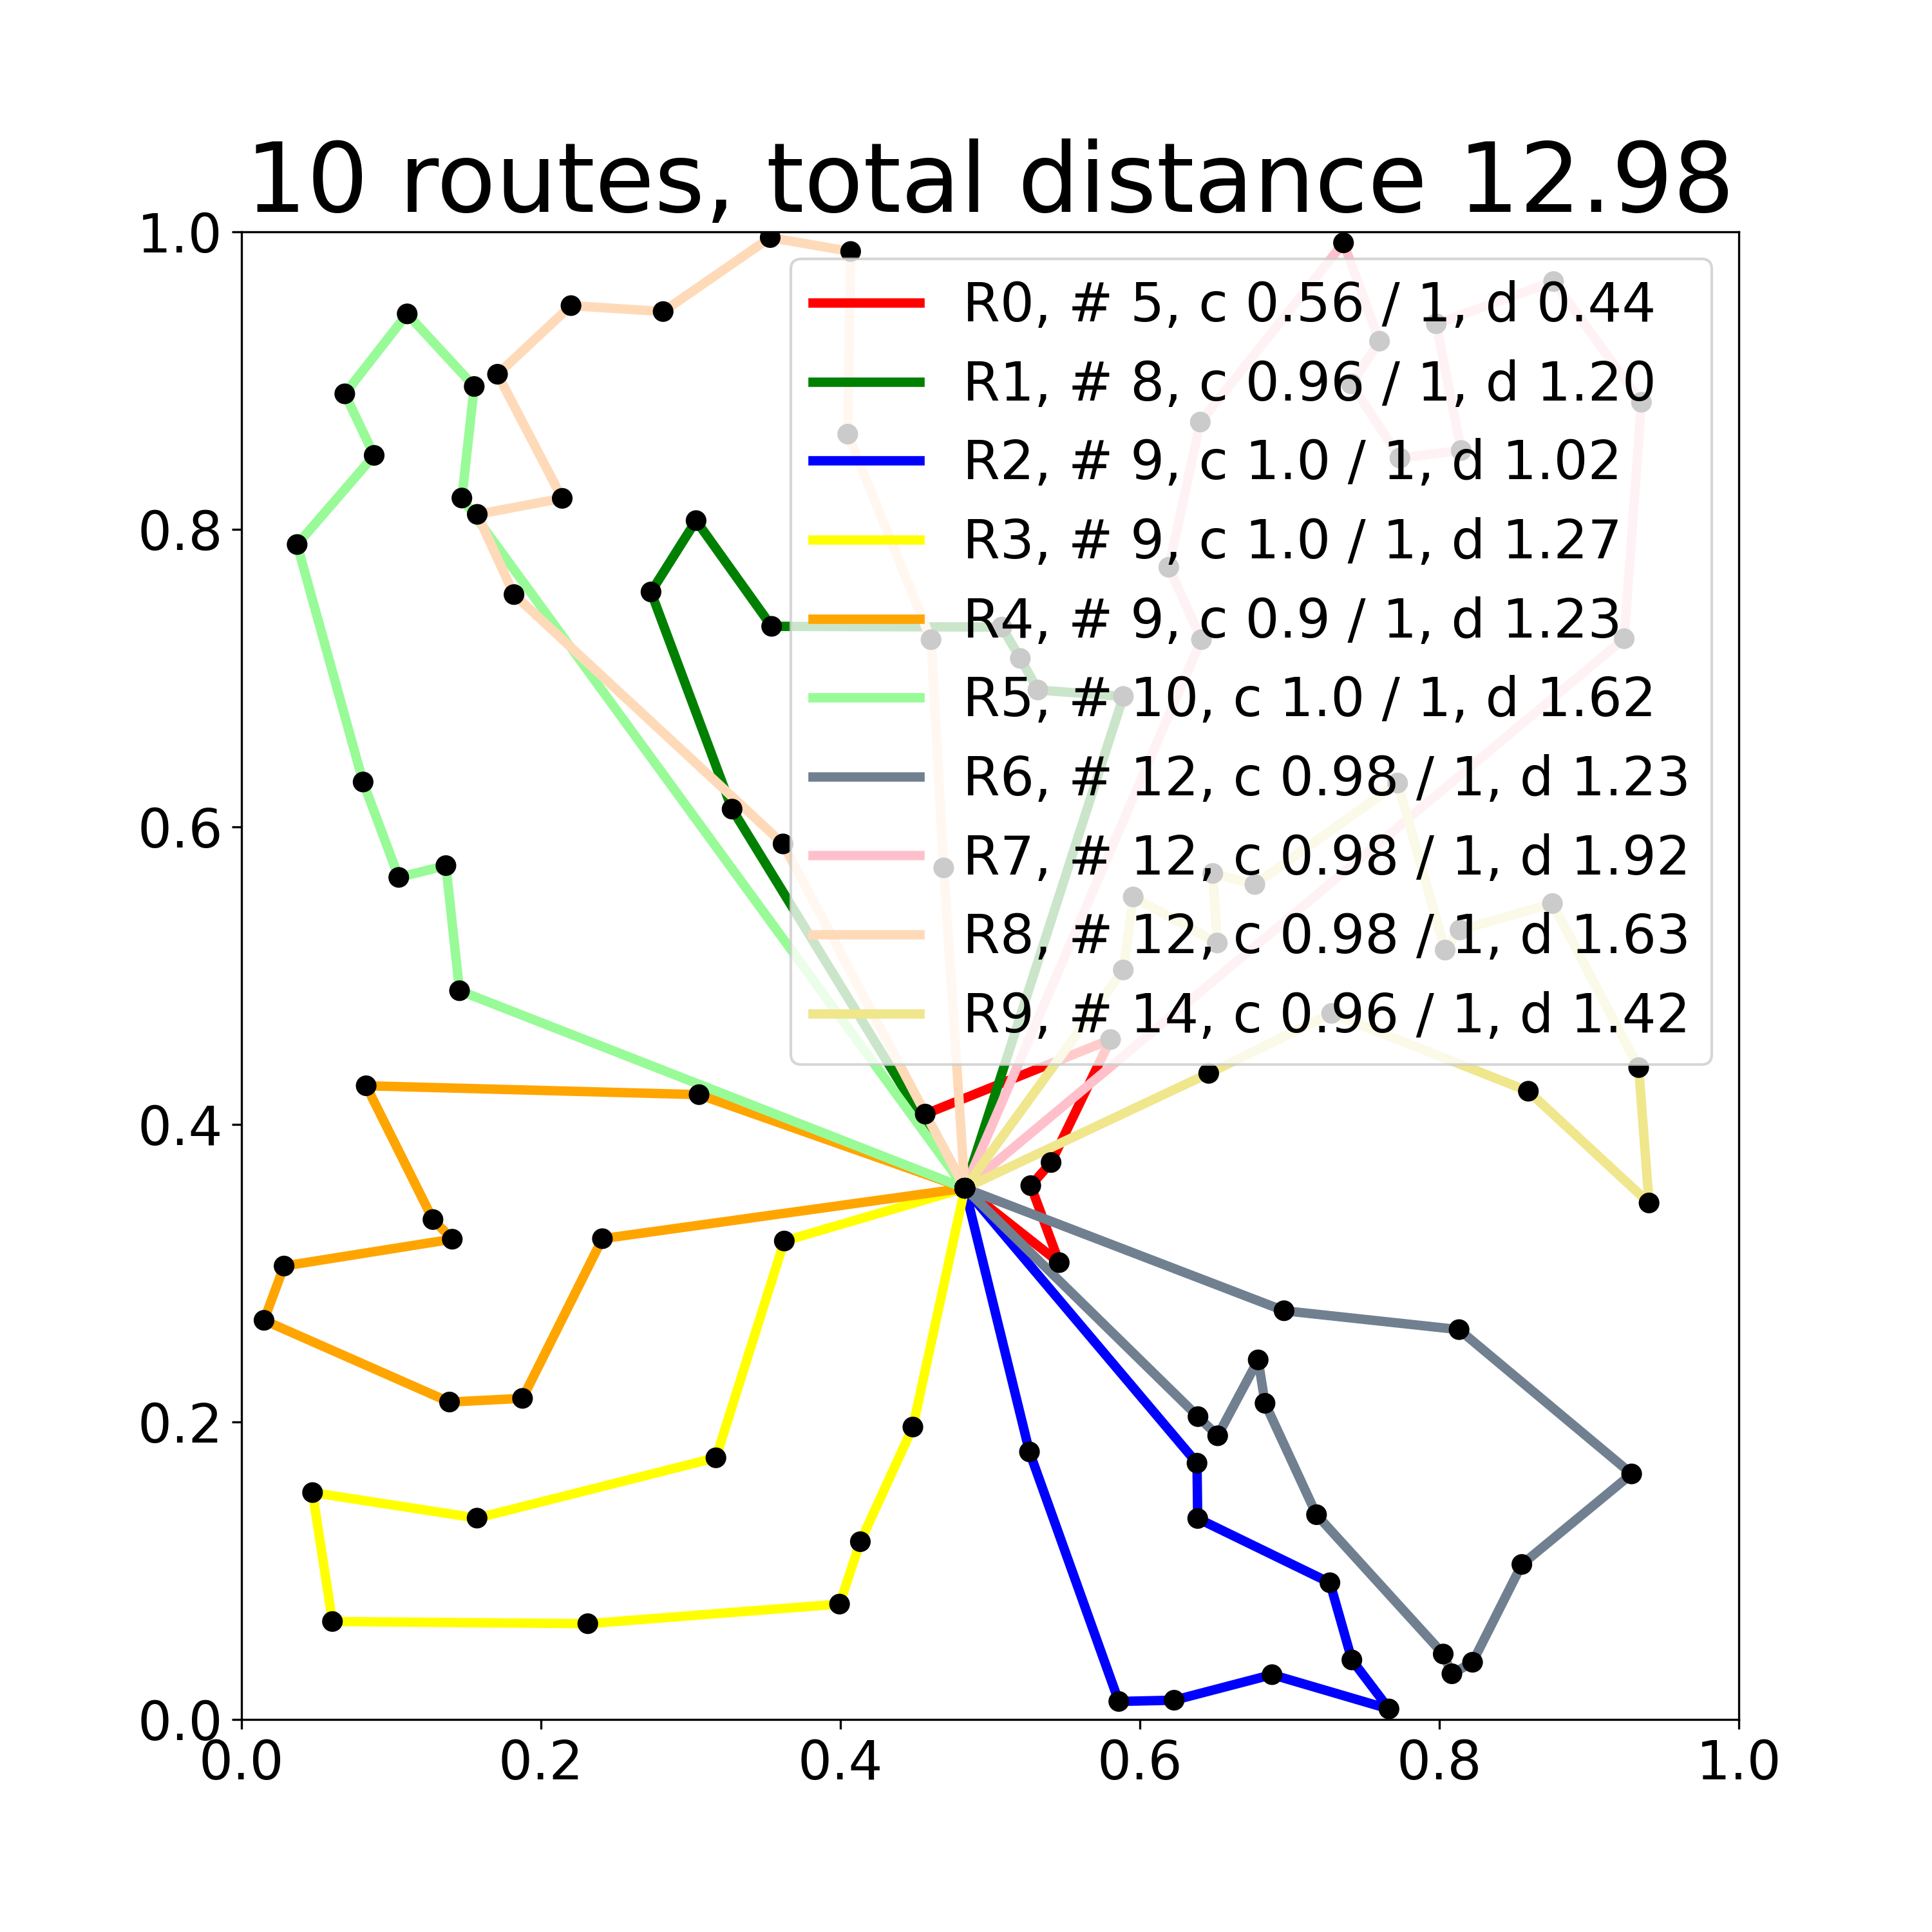 10 routes, total distance 12.98
1.0
0.8
0.6
0.4
0.2
0.0
0.0 0.2 0.4 0.6 0.8 1.0
R0, # 5, c 0.56 / 1, d 0.44
R1, # 8, c 0.96 / 1, d 1.20
R2, # 9, c 1.0 / 1, d 1.02
R3, # 9, c 1.0 / 1, d 1.27
R4, # 9, c 0.9 / 1, d 1.23
R5, # 10, c 1.0 / 1, d 1.62
R6, # 12, c 0.98 / 1, d 1.23
R7, # 12, c 0.98 / 1, d 1.92
R8, # 12, c 0.98 / 1, d 1.63
R9, # 14, c 0.96 / 1, d 1.42